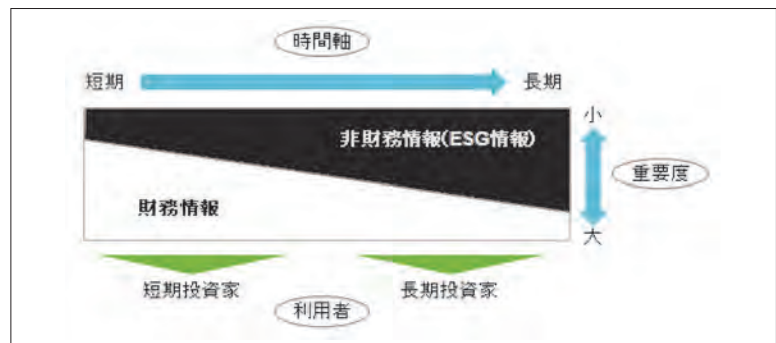 時間軸
短期
長期
小
非財務情報(ESG情報)
重要度
財務情報
大
短期投資家
長期投資家
利用者